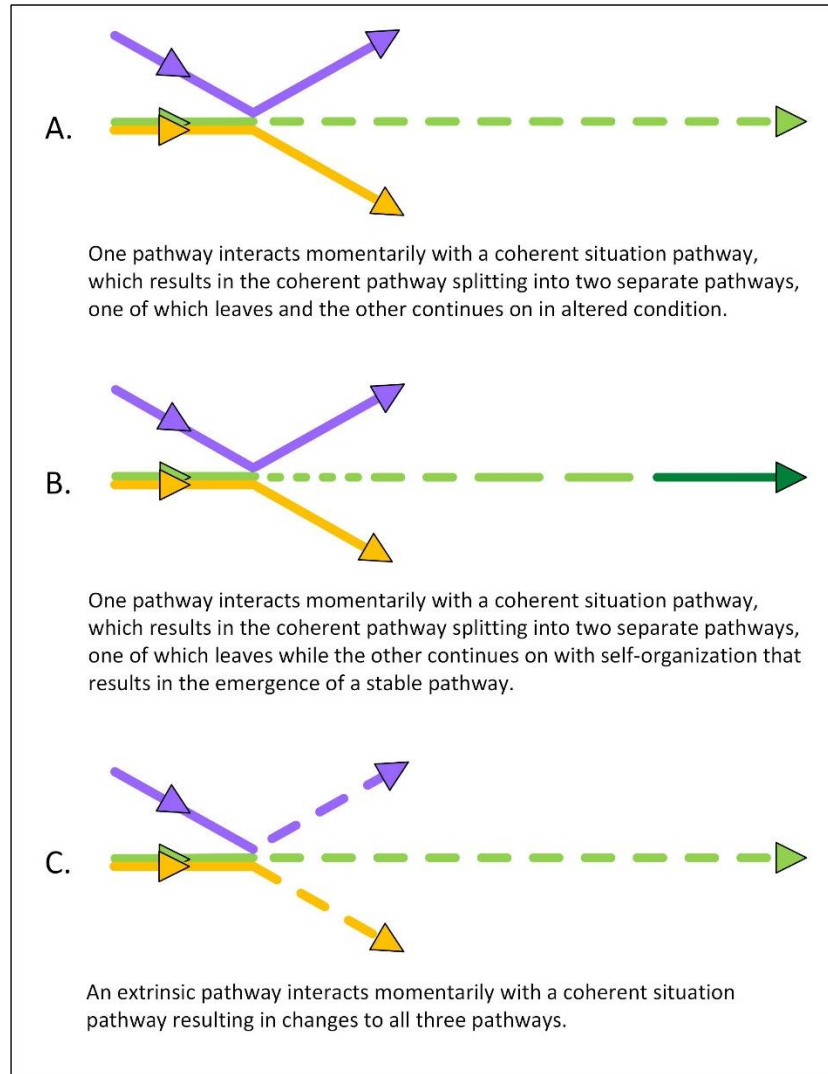 A.
One pathway interacts momentarily with a coherent situation pathway,
which results in the coherent pathway splitting into two separate pathways,
one of which leaves and the other continues on in altered condition.
B.
One pathway interacts momentarily with a coherent situation pathway,
which results in the coherent pathway splitting into two separate pathways,
one of which leaves while the other continues on with self-organization that
results in the emergence of a stable pathway.
C.
An extrinsic pathway interacts momentarily with a coherent situation
pathway resulting in changes to all three pathways.